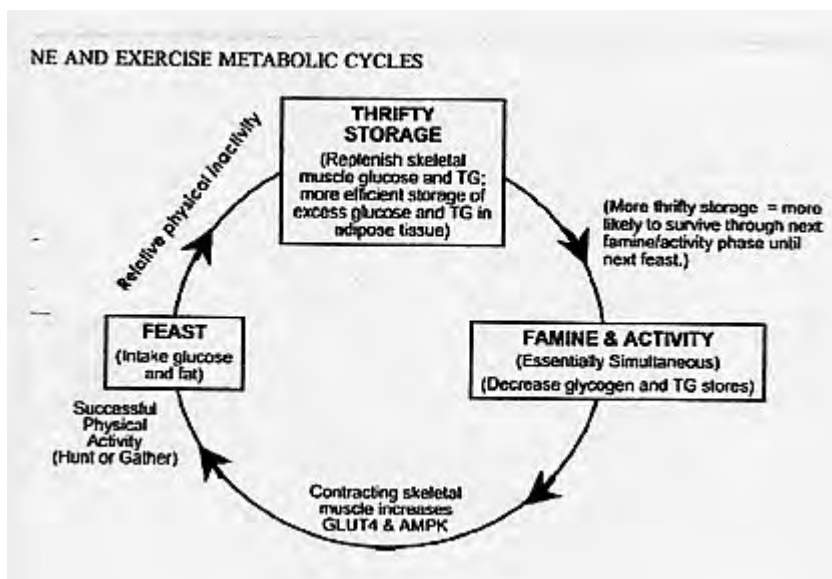 NE AND EXERCISE METABOLIC CYCLES
THRIFTY
STORAGE
(Replenish skeletal
muscle glucose and TG;
more efficient storage of
excess glucose and TG in
adipose tissue)
Relative physical inactivity
(More thrifty storage = more
likely to survive through next
famine/activity phase until
next feast.)
FEAST
(Intake glucose
and fat)
FAMINE & ACTIVITY
(Essentially Simultaneous)
(Decrease glycogen and TG stores)
Successful
Physical
Activity
(Hunt or Gather)
Contracting skeletal
muscle increases
GLUT4 & AMPK